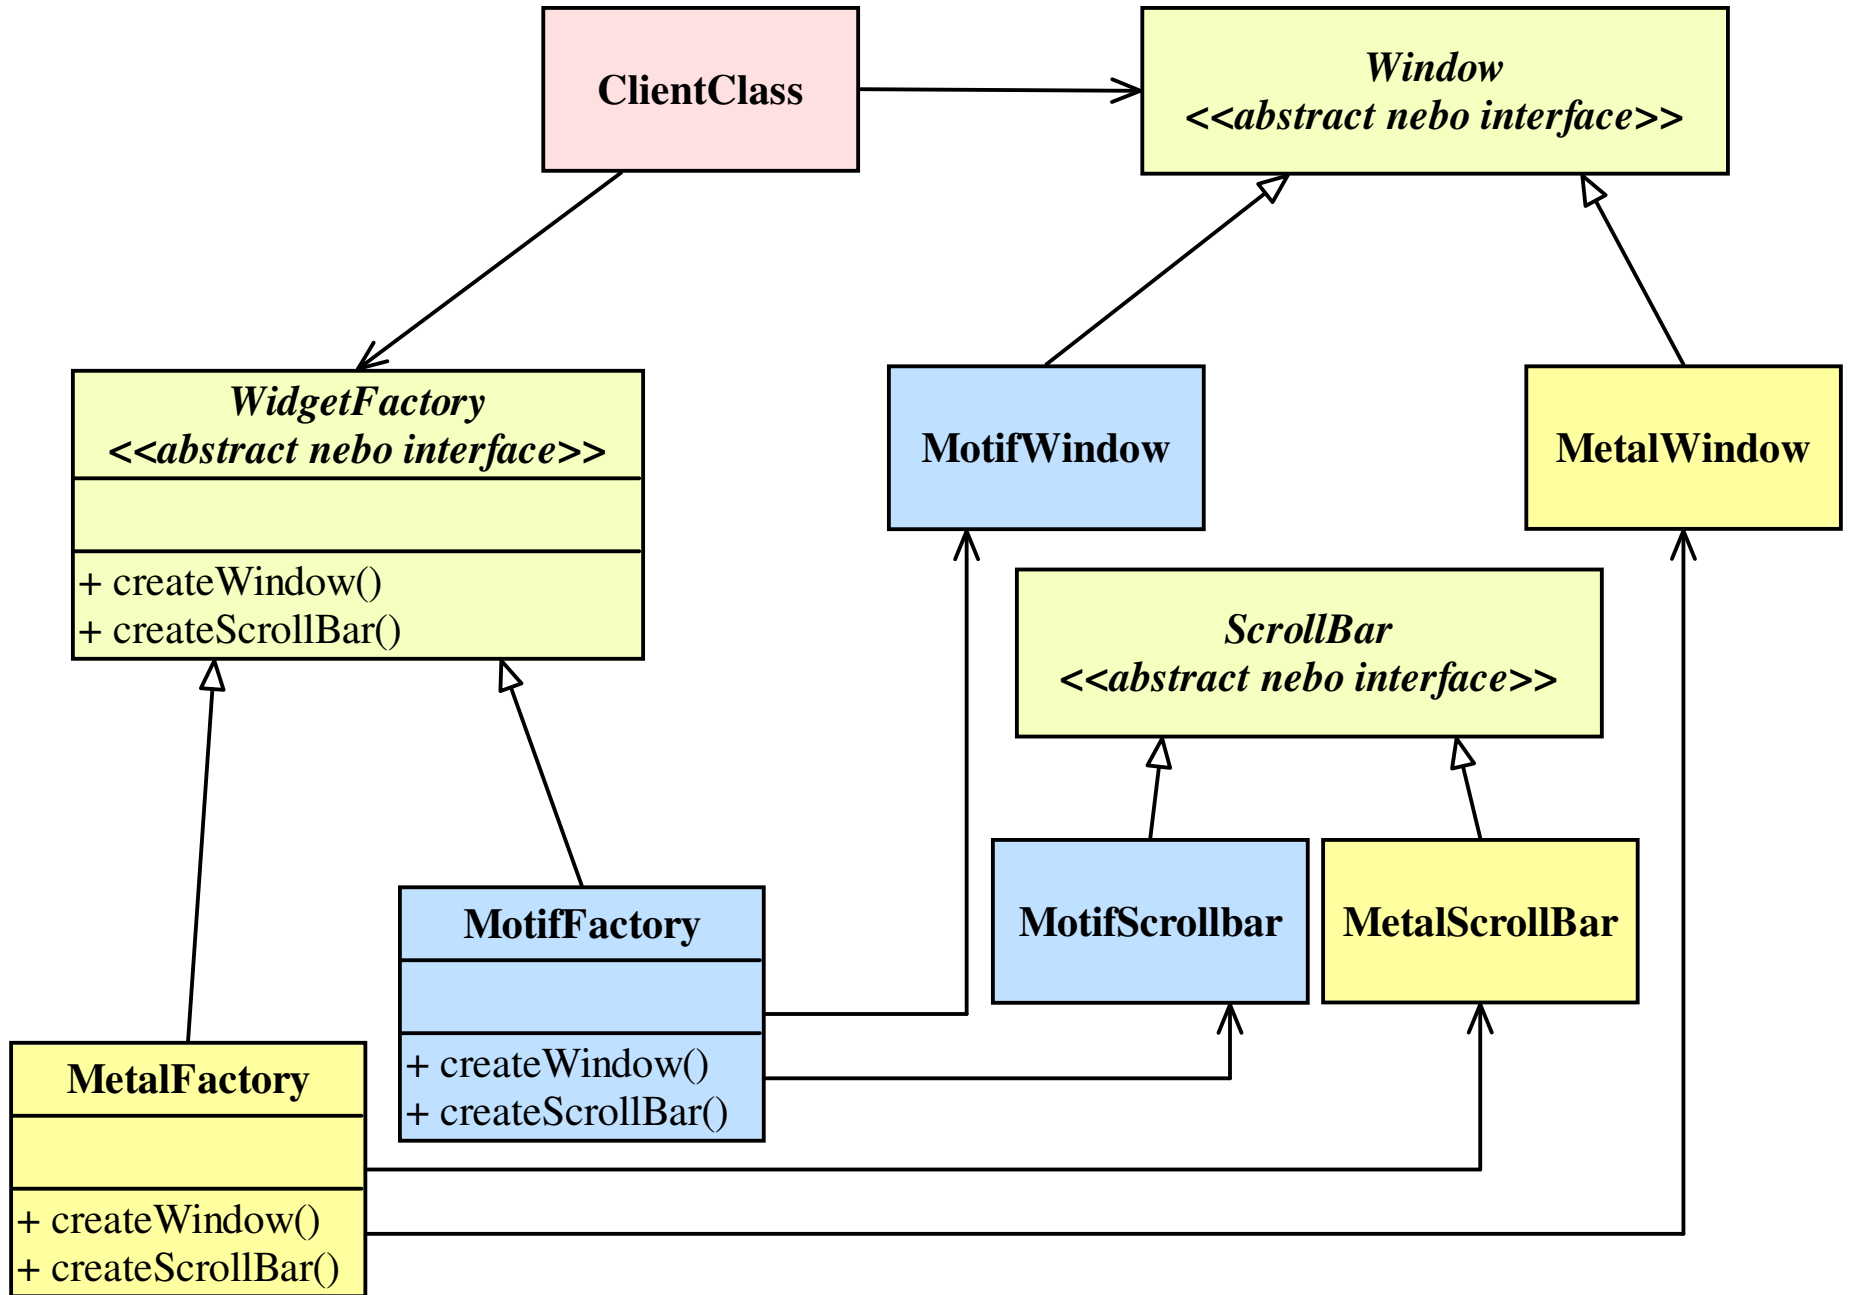 ClientClass
Window
<<abstract nebo interface>>
WidgetFactory
<<abstract nebo interface>>
+ createWindow()
+ createScrollBar()
MotifWindow
MetalWindow
ScrollBar
<<abstract nebo interface>>
MotifScrollbar
MetalScrollBar
MotifFactory
+ createWindow()
+ createScrollBar()
MetalFactory
+ createWindow()
+ createScrollBar()